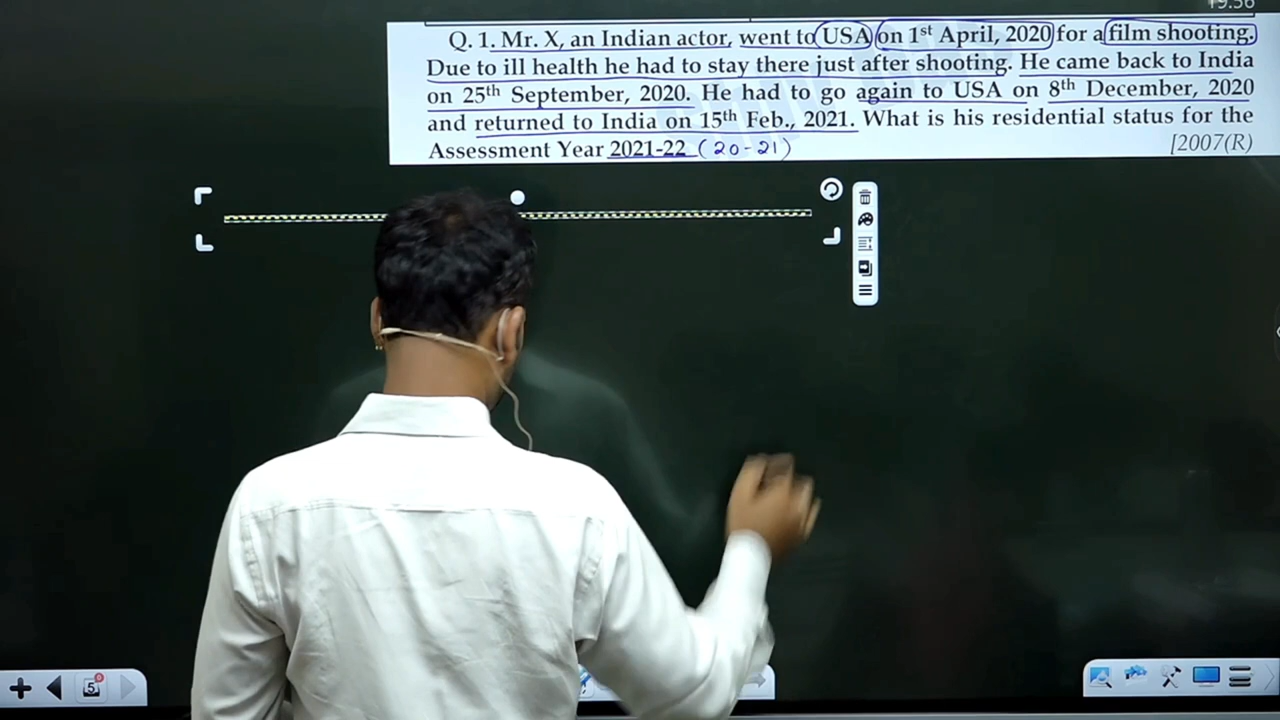 19:56
Q. 1. Mr. X, an Indian actor, went to USA on 1st April, 2020 for a film shooting.
Due to ill health he had to stay there just after shooting. He came back to India
on 25th September, 2020. He had to go again to USA on 8th December, 2020
and returned to India on 15th Feb., 2021. What is his residential status for the
Assessment Year 2021-22 (20-21)
[2007(R)
5